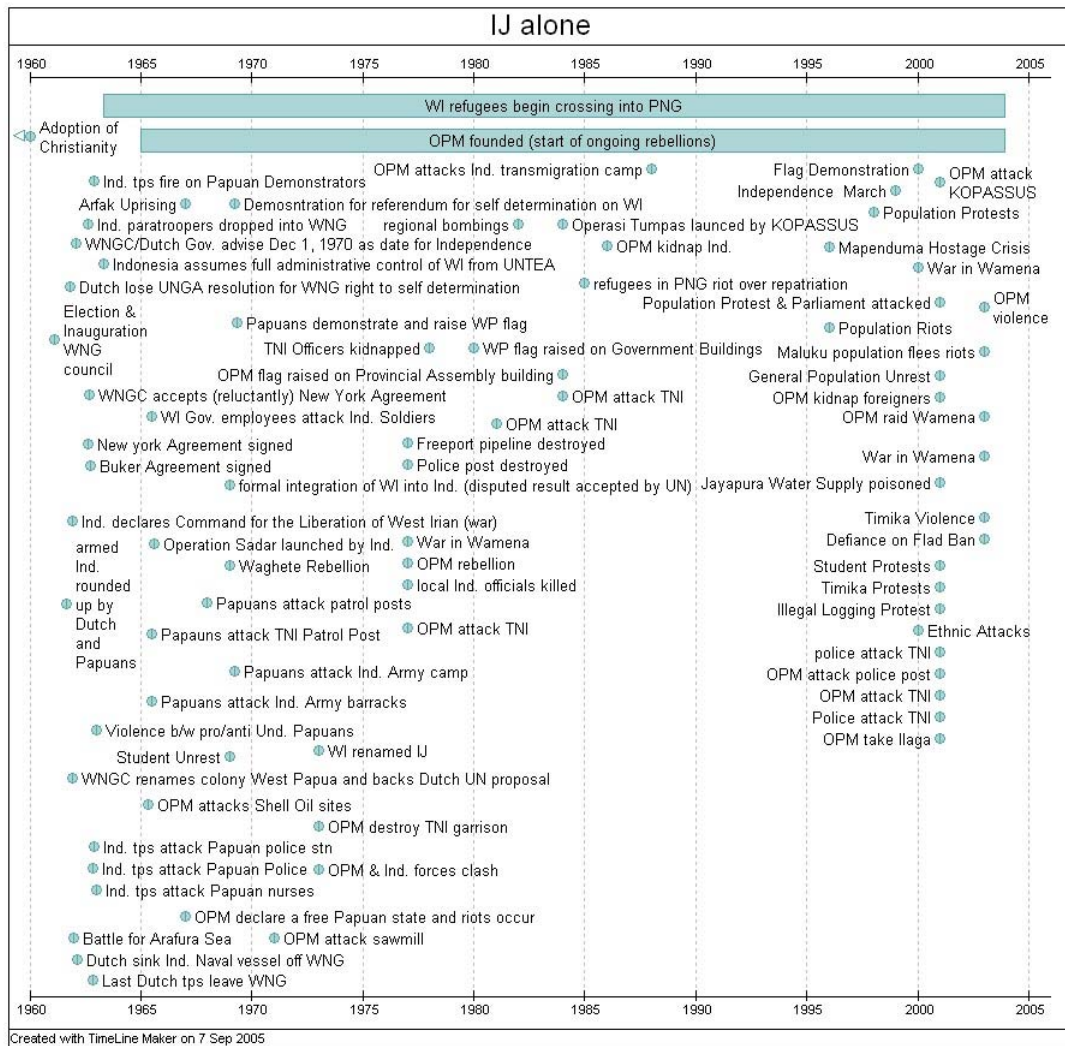 IJ alone
1960 1965 1970 1975 1980 1985 1990 1995 2000 2005
WI refugees begin crossing into PNG
Adoption of
Christianity
OPM founded (start of ongoing rebellions)
OPM attacks Ind. transmigration camp
Flag Demonstration
OPM attack
KOPASSUS
Ind. tps fire on Papuan Demonstrators
Independence March
Arfak Uprising
Demosntration for referendum for self determination on WI
Population Protests
Ind. paratroopers dropped into WNG
regional bombings
Operasi Tumpas launced by KOPASSUS
WNGC/Dutch Gov. advise Dec 1, 1970 as date for Independence
OPM kidnap Ind.
Mapenduma Hostage Crisis
Indonesia assumes full administrative control of WI from UNTEA
War in Wamena
Dutch lose UNGA resolution for WNG right to self determination
refugees in PNG riot over repatriation
Population Protest & Parliament attacked
OPM
violence
Election &
Inauguration
WNG
council
Papuans demonstrate and raise WP flag
Population Riots
TNI Officers kidnapped
WP flag raised on Government Buildings
Maluku population flees riots
OPM flag raised on Provincial Assembly building
General Population Unrest
WNGC accepts (reluctantly) New York Agreement
OPM attack TNI
OPM kidnap foreigners
WI Gov. employees attack Ind. Soldiers
OPM attack TNI
OPM raid Wamena
New york Agreement signed
Freeport pipeline destroyed
War in Wamena
Buker Agreement signed
Police post destroyed
formal integration of WI into Ind. (disputed result accepted by UN)
Jayapura Water Supply poisoned
Ind. declares Command for the Liberation of West Irian (war)
Timika Violence
armed
Ind.
rounded
up by
Dutch
and
Papuans
Operation Sadar launched by Ind.
War in Wamena
Defiance on Flad Ban
Waghete Rebellion
OPM rebellion
Student Protests
local Ind. officials killed
Timika Protests
Papuans attack patrol posts
Illegal Logging Protest
Papauns attack TNI Patrol Post
OPM attack TNI
Ethnic Attacks
police attack TNI
Papuans attack Ind. Army camp
OPM attack police post
Papuans attack Ind. Army barracks
OPM attack TNI
Violence b/w pro/anti Und. Papuans
Police attack TNI
Student Unrest
WI renamed IJ
OPM take Ilaga
WNGC renames colony West Papua and backs Dutch UN proposal
OPM attacks Shell Oil sites
OPM destroy TNI garrison
Ind. tps attack Papuan police stn
Ind. tps attack Papuan Police
OPM & Ind. forces clash
Ind. tps attack Papuan nurses
OPM declare a free Papuan state and riots occur
Battle for Arafura Sea
OPM attack sawmill
Dutch sink Ind. Naval vessel off WNG
Last Dutch tps leave WNG
1960 1965 1970 1975 1980 1985 1990 1995 2000 2005
Created with TimeLine Maker on 7 Sep 2005